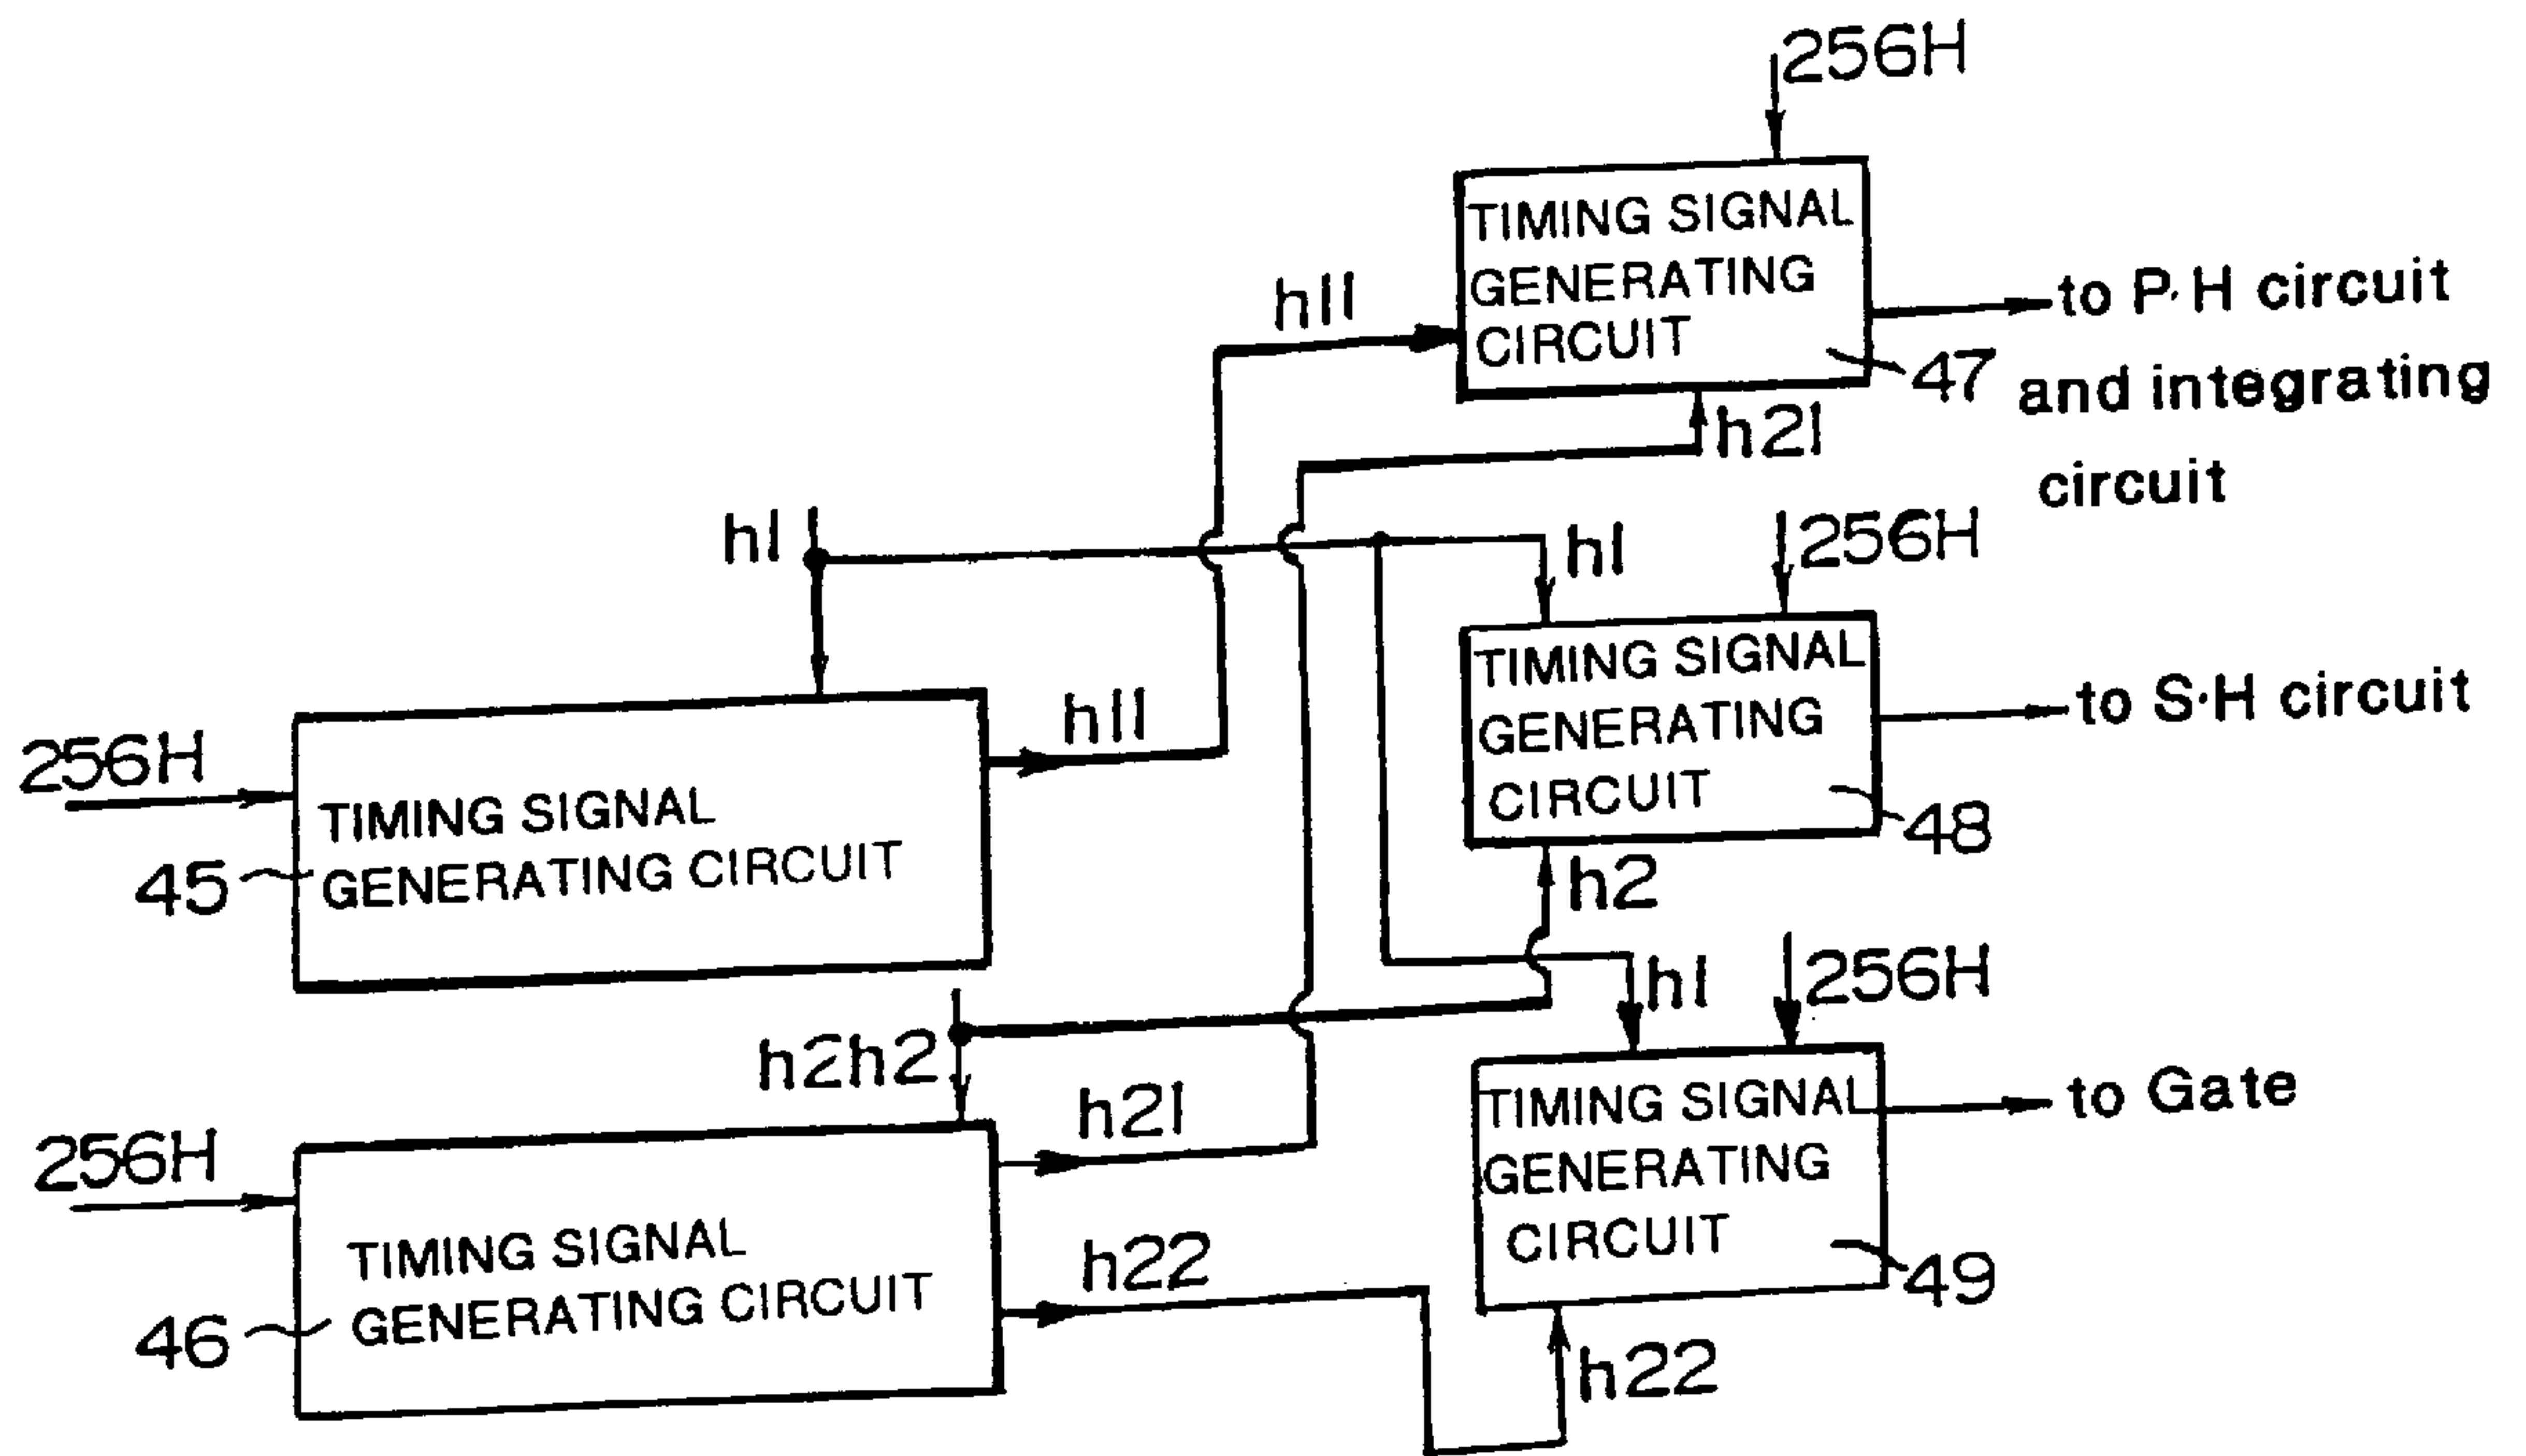 256H
TIMING SIGNAL
GENERATING
CIRCUIT
47
to P·H circuit
and integrating
circuit
h11
h21
h1
h1
256H
TIMING SIGNAL
GENERATING
CIRCUIT
48
to S·H circuit
h2
256H
h11
TIMING SIGNAL
GENERATING CIRCUIT
45
h1
256H
TIMING SIGNAL
GENERATING
CIRCUIT
49
to Gate
h22
h2h2
h21
256H
h22
TIMING SIGNAL
GENERATING CIRCUIT
46